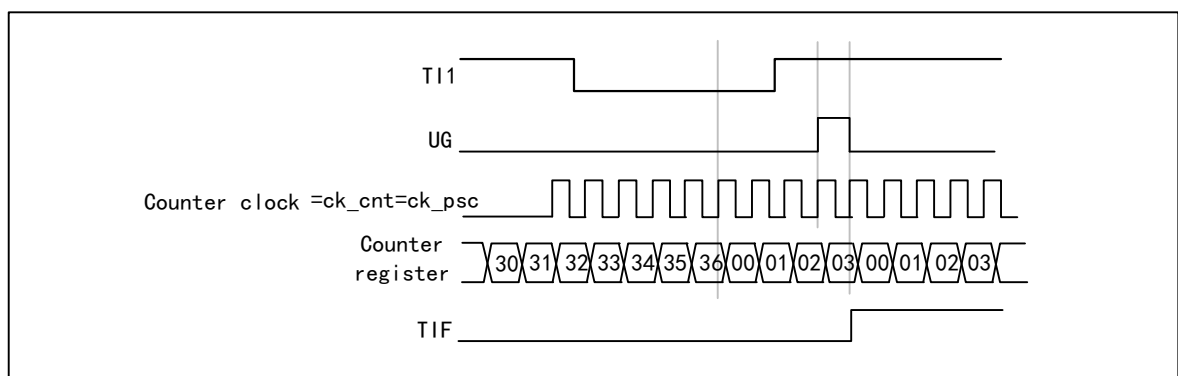 TI1
UG
Counter clock =ck_cnt=ck_psc
Counter
register
30 31 32 33 34 35 36 00 01 02 03 00 01 02 03
TIF